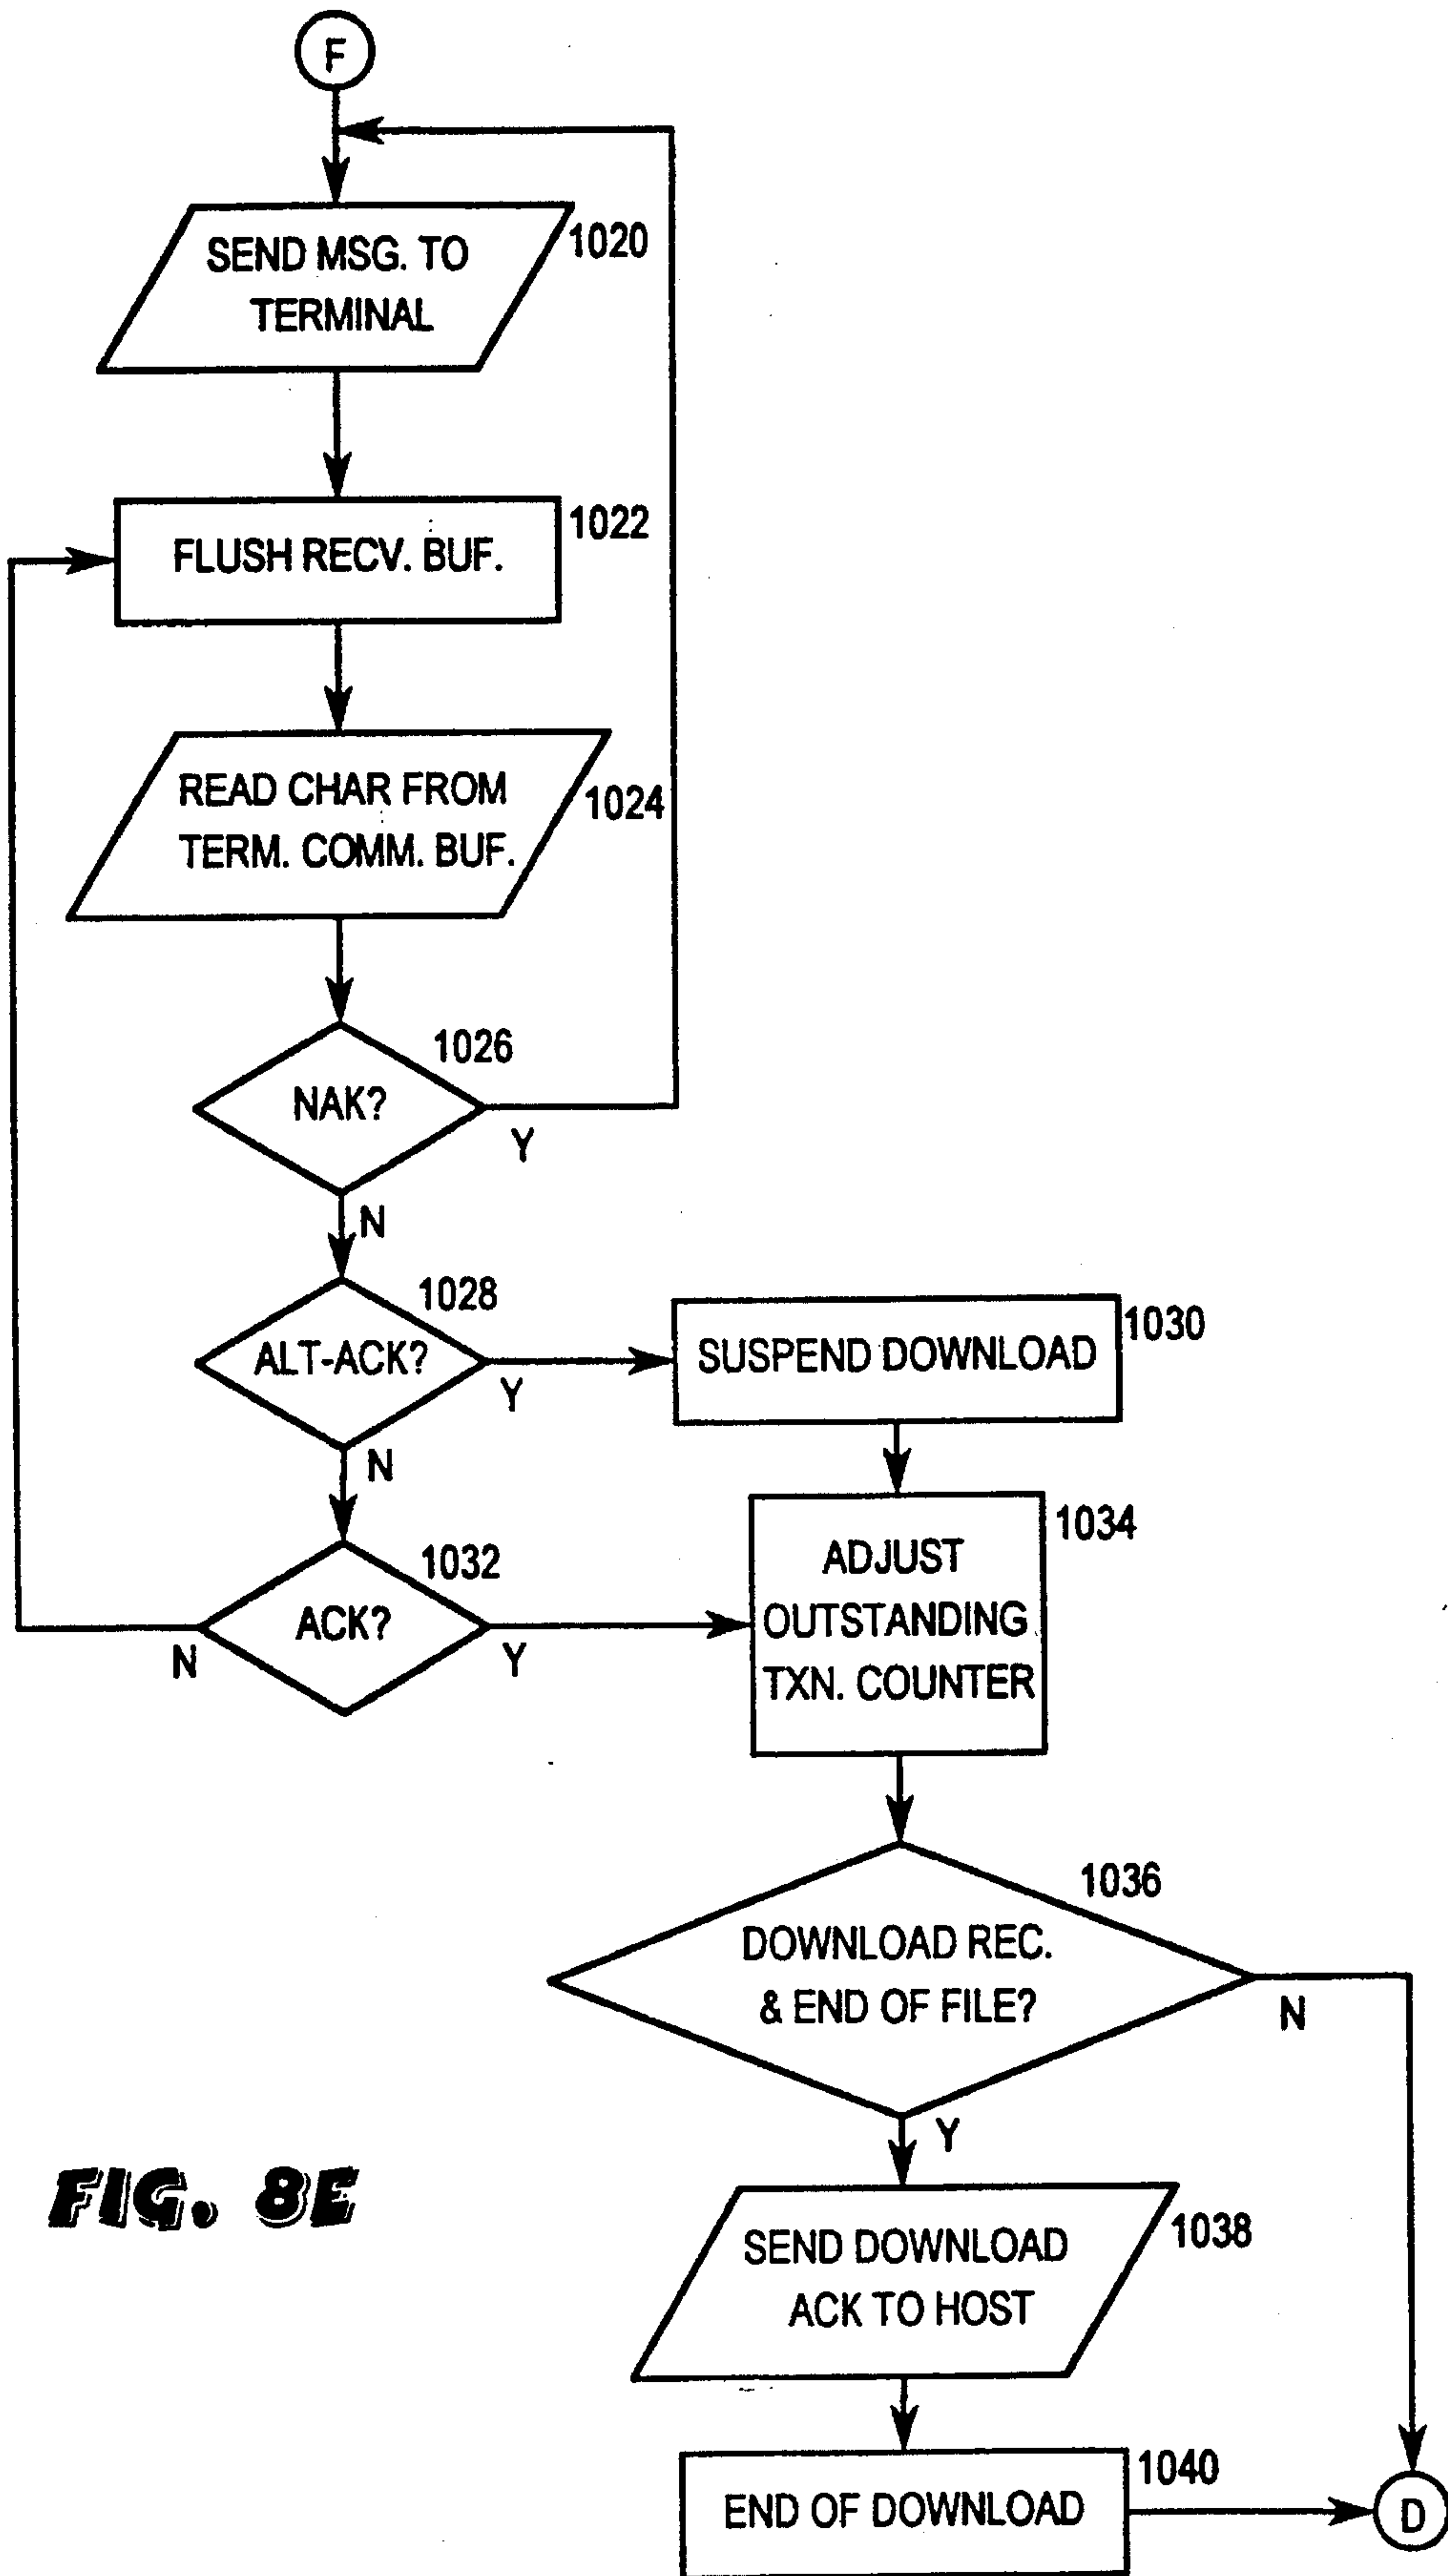 F
SEND MSG. TO
TERMINAL
1020
FLUSH RECV. BUF.
1022
READ CHAR FROM
TERM. COMM. BUF.
1024
NAK?
1026
Y
N
ALT-ACK?
1028
Y
N
SUSPEND DOWNLOAD
1030
ACK?
1032
N
Y
ADJUST
OUTSTANDING
TXN. COUNTER
1034
DOWNLOAD REC.
& END OF FILE?
1036
N
Y
SEND DOWNLOAD
ACK TO HOST
1038
END OF DOWNLOAD
1040
D
FIG. 8E